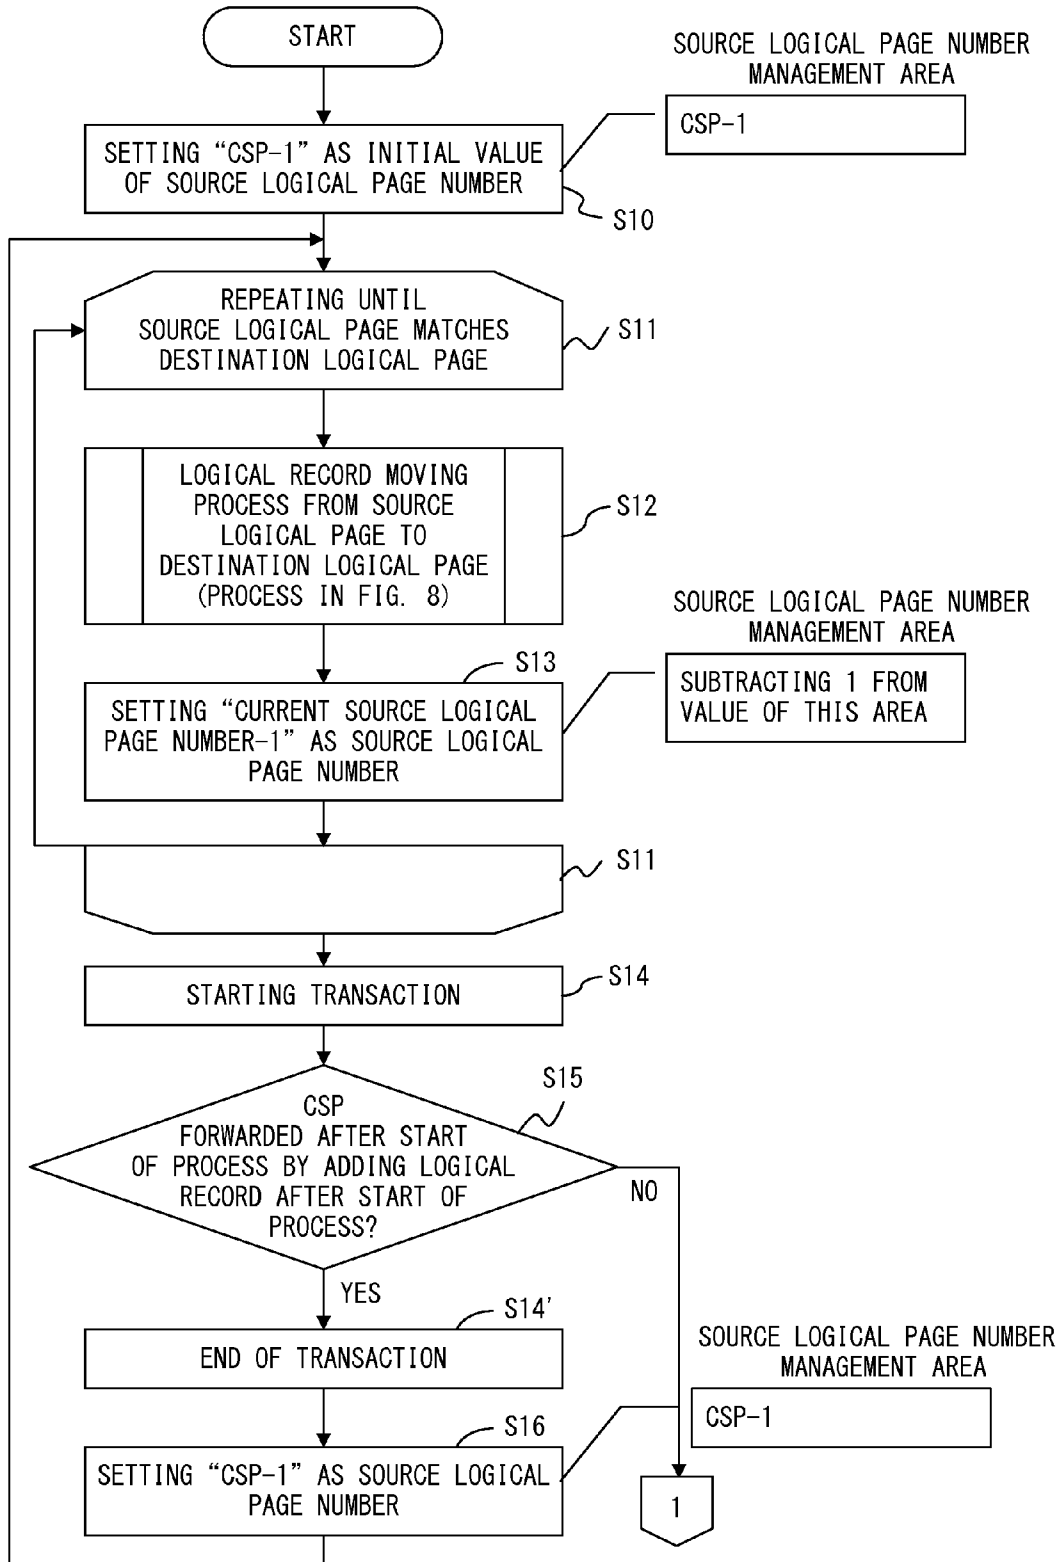 START
SOURCE LOGICAL PAGE NUMBER
MANAGEMENT AREA
CSP-1
SETTING “CSP-1” AS INITIAL VALUE
OF SOURCE LOGICAL PAGE NUMBER
S10
REPEATING UNTIL
SOURCE LOGICAL PAGE MATCHES
DESTINATION LOGICAL PAGE
S11
LOGICAL RECORD MOVING
PROCESS FROM SOURCE
LOGICAL PAGE TO
DESTINATION LOGICAL PAGE
(PROCESS IN FIG. 8)
S12
SOURCE LOGICAL PAGE NUMBER
MANAGEMENT AREA
SUBTRACTING 1 FROM
VALUE OF THIS AREA
S13
SETTING “CURRENT SOURCE LOGICAL
PAGE NUMBER-1” AS SOURCE LOGICAL
PAGE NUMBER
S11
STARTING TRANSACTION
S14
S15
CSP
FORWARDED AFTER START
OF PROCESS BY ADDING LOGICAL
RECORD AFTER START OF
PROCESS?
NO
YES
S14'
END OF TRANSACTION
SOURCE LOGICAL PAGE NUMBER
MANAGEMENT AREA
CSP-1
S16
SETTING “CSP-1” AS SOURCE LOGICAL
PAGE NUMBER
1